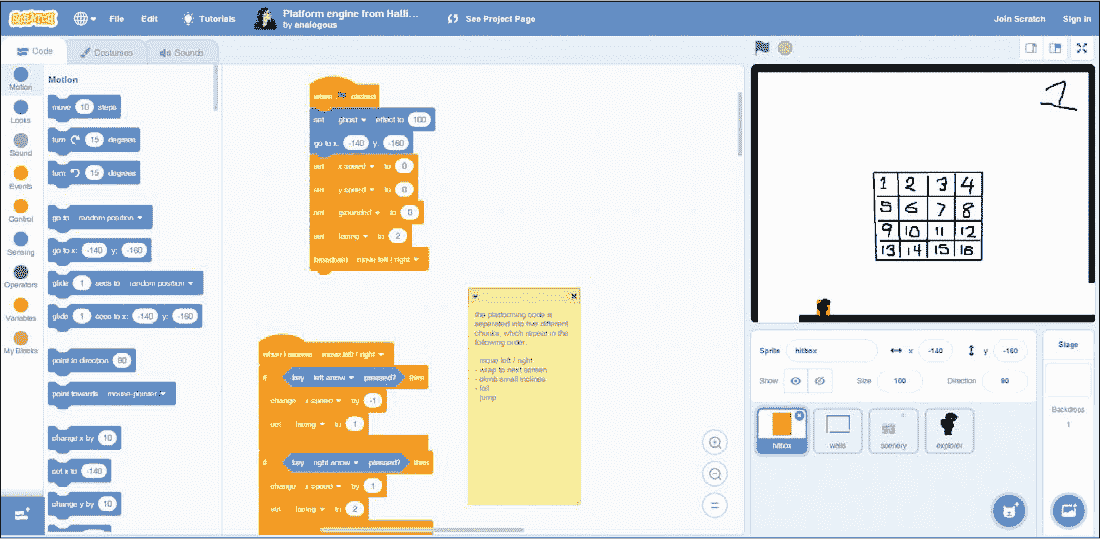 SCRATCH File Edit Tutorials Platform engine from Halli... See Project Page Join Scratch Sign in
by analogous
Code Costumes Sounds
Motion
Looks
Sound
Events
Control
Sensing
Operators
Variables
My Blocks
Motion
move 10 steps
turn 15 degrees
turn 15 degrees
go to random position
go to x: -140 y: -160
glide 1 secs to random position
glide 1 secs to x: -140 y: -160
point in direction 90
point towards mouse-pointer
change x by 10
set x to -140
change y by 10
when clicked
set ghost effect to 100
go to x: -140 y: -160
set x speed to 0
set y speed to 0
set grounded to 0
set facing to 2
broadcast move left / right
when I receive move left / right
if key left arrow pressed? then
change x speed by -1
set facing to 1
if key right arrow pressed? then
change x speed by 1
set facing to 2
the platforming code is
separated into five different
chunks, which repeat in the
following order:
move left / right
- wrap to next screen
- climb small inclines
- fall
jump
1
1 2 3 4
5 6 7 8
9 10 11 12
13 14 15 16
Sprite hitbox x -140 y -160
Show Size 100 Direction 90
hitbox walls scenery explorer
Stage
Backdrops
1